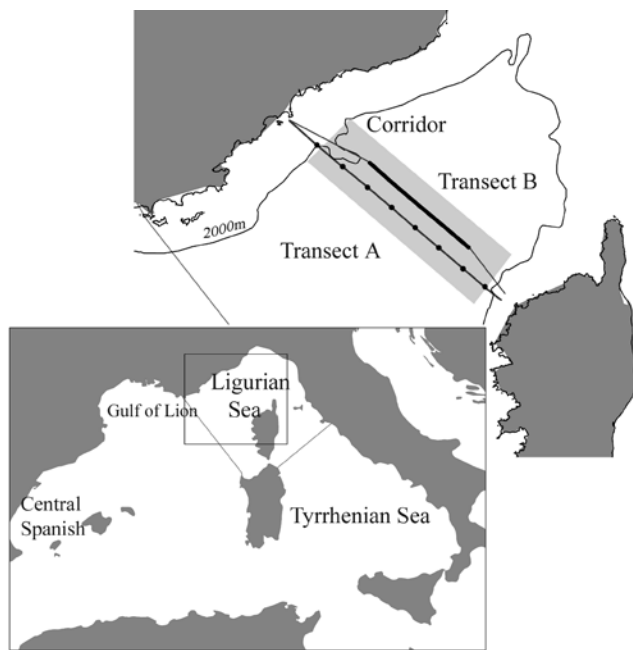 Corridor
Transect B
2000m
Transect A
Ligurian
Sea
Gulf of Lion
Central
Spanish
Tyrrhenian Sea